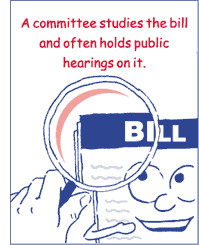 A committee studies the bill
and often holds public
hearings on it.
BILL